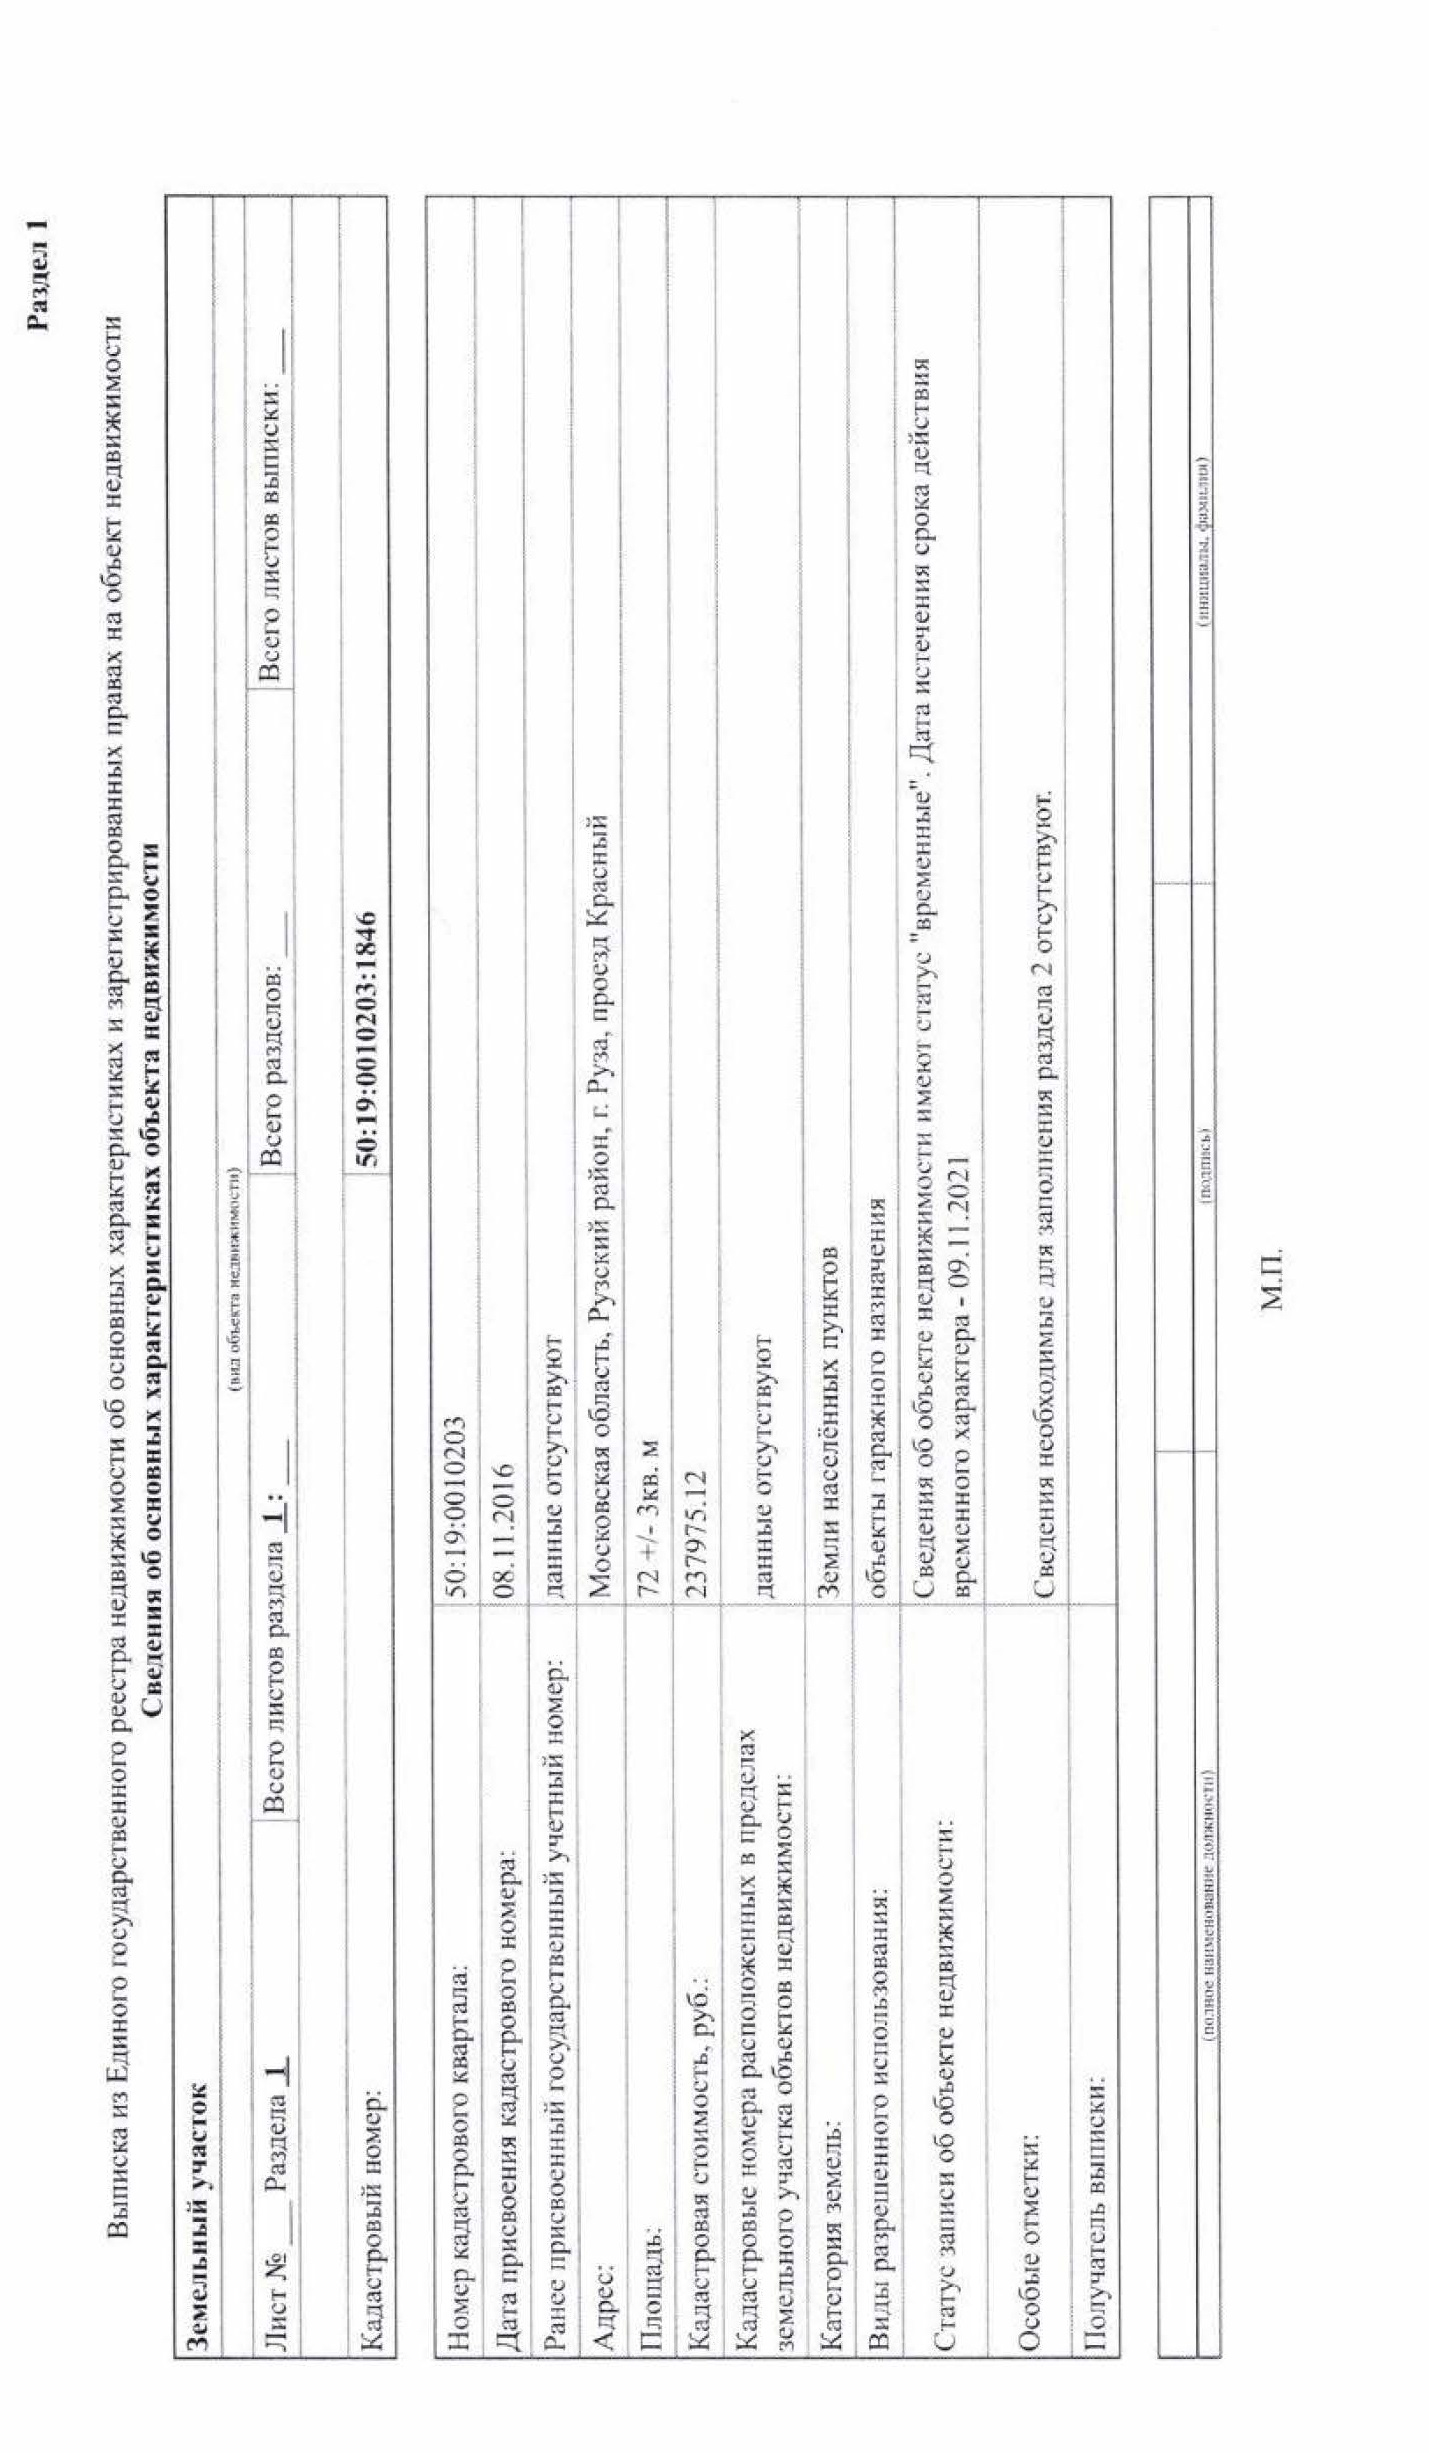 Раздел 1
Выписка из Единого государственного реестра недвижимости об основных характеристиках и зарегистрированных правах на объект недвижимости
Сведения об основных характеристиках объекта недвижимости
Земельный участок
(вид объекта недвижимости)
Лист № ___ Раздела 1 Всего листов раздела 1 : ___ Всего разделов: ___ Всего листов выписки: ___
Кадастровый номер: 50:19:0010203:1846
Номер кадастрового квартала: 50:19:0010203
Дата присвоения кадастрового номера: 08.11.2016
Ранее присвоенный государственный учетный номер: данные отсутствуют
Адрес: Московская область, Рузский район, г. Руза, проезд Красный
Площадь: 72 +/- 3кв. м
Кадастровая стоимость, руб.: 237975.12
Кадастровые номера расположенных в пределах
земельного участка объектов недвижимости: данные отсутствуют
Категория земель: Земли населённых пунктов
Виды разрешенного использования: объекты гаражного назначения
Статус записи об объекте недвижимости: Сведения об объекте недвижимости имеют статус "временные". Дата истечения срока действия
временного характера - 09.11.2021
Особые отметки: Сведения необходимые для заполнения раздела 2 отсутствуют.
Получатель выписки:
(полное наименование должности) (подпись) (инициалы, фамилия)
М.П.